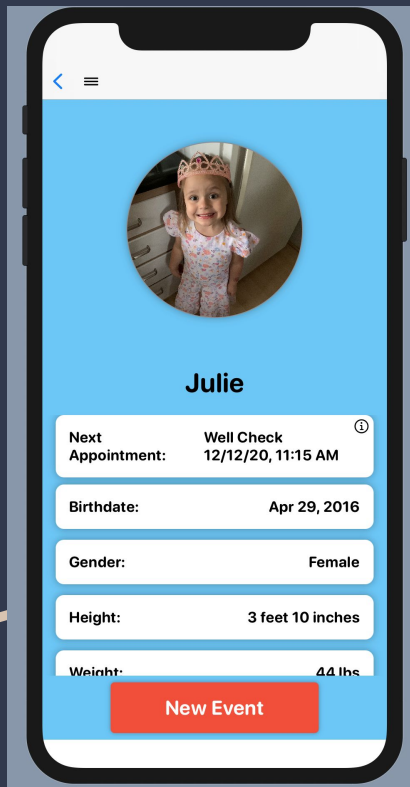 Julie
Next Well Check
Appointment: 12/12/20, 11:15 AM
Birthdate: Apr 29, 2016
Gender: Female
Height: 3 feet 10 inches
Weight: 44 lbs
New Event